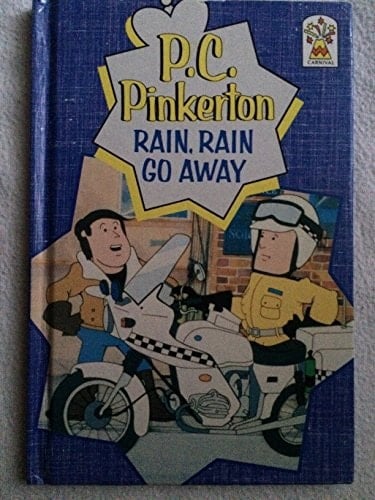 P.C.
Pinkerton
RAIN, RAIN
GO AWAY
CARNIVAL